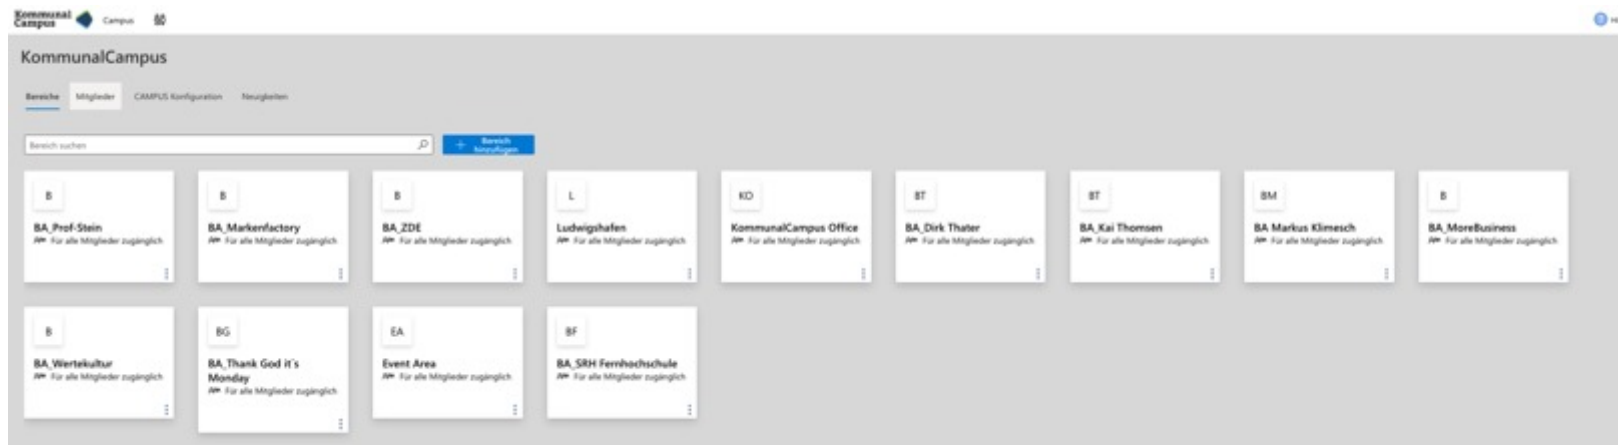 Kommunal
Campus
Campus
KommunalCampus
Bereiche Mitglieder CAMPUS Konfiguration Neuigkeiten
Bereich suchen
+ Bereich
hinzufügen
B
BA_Prof-Stein
Für alle Mitglieder zugänglich
B
BA_Markenfactory
Für alle Mitglieder zugänglich
B
BA_ZDE
Für alle Mitglieder zugänglich
L
Ludwigshafen
Für alle Mitglieder zugänglich
KO
KommunalCampus Office
Für alle Mitglieder zugänglich
BT
BA_Dirk Thater
Für alle Mitglieder zugänglich
BT
BA_Kai Thomsen
Für alle Mitglieder zugänglich
BM
BA Markus Klimesch
Für alle Mitglieder zugänglich
B
BA_MoreBusiness
Für alle Mitglieder zugänglich
B
BA_Wertekultur
Für alle Mitglieder zugänglich
BG
BA_Thank God it´s
Monday
Für alle Mitglieder zugänglich
EA
Event Area
Für alle Mitglieder zugänglich
BF
BA_SRH Fernhochschule
Für alle Mitglieder zugänglich